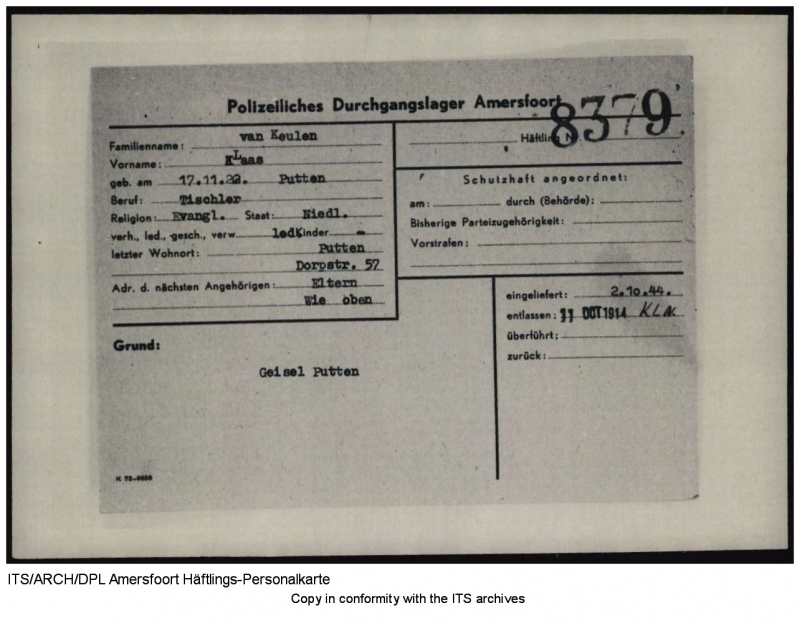 Polizeiliches Durchgangslager Amersfoort
8379
Häftling N
Familienname: van Keulen
Vorname: Klaas
geb. am 17.11.22. Putten
Beruf: Tischler
Religion: Evangl. Staat: Niedl.
verh., led., gesch., verw. led Kinder -
letzter Wohnort: Putten
Dorpstr. 57
Adr. d. nächsten Angehörigen: Eltern
Wie oben
Schutzhaft angeordnet:
am: durch (Behörde):
Bisherige Parteizugehörigkeit:
Vorstrafen:
eingeliefert: 2.10.44.
entlassen: 11 OCT 1914 KLN
überführt:
zurück:
Grund:
Geisel Putten
ITS/ARCH/DPL Amersfoort Häftlings-Personalkarte
Copy in conformity with the ITS archives